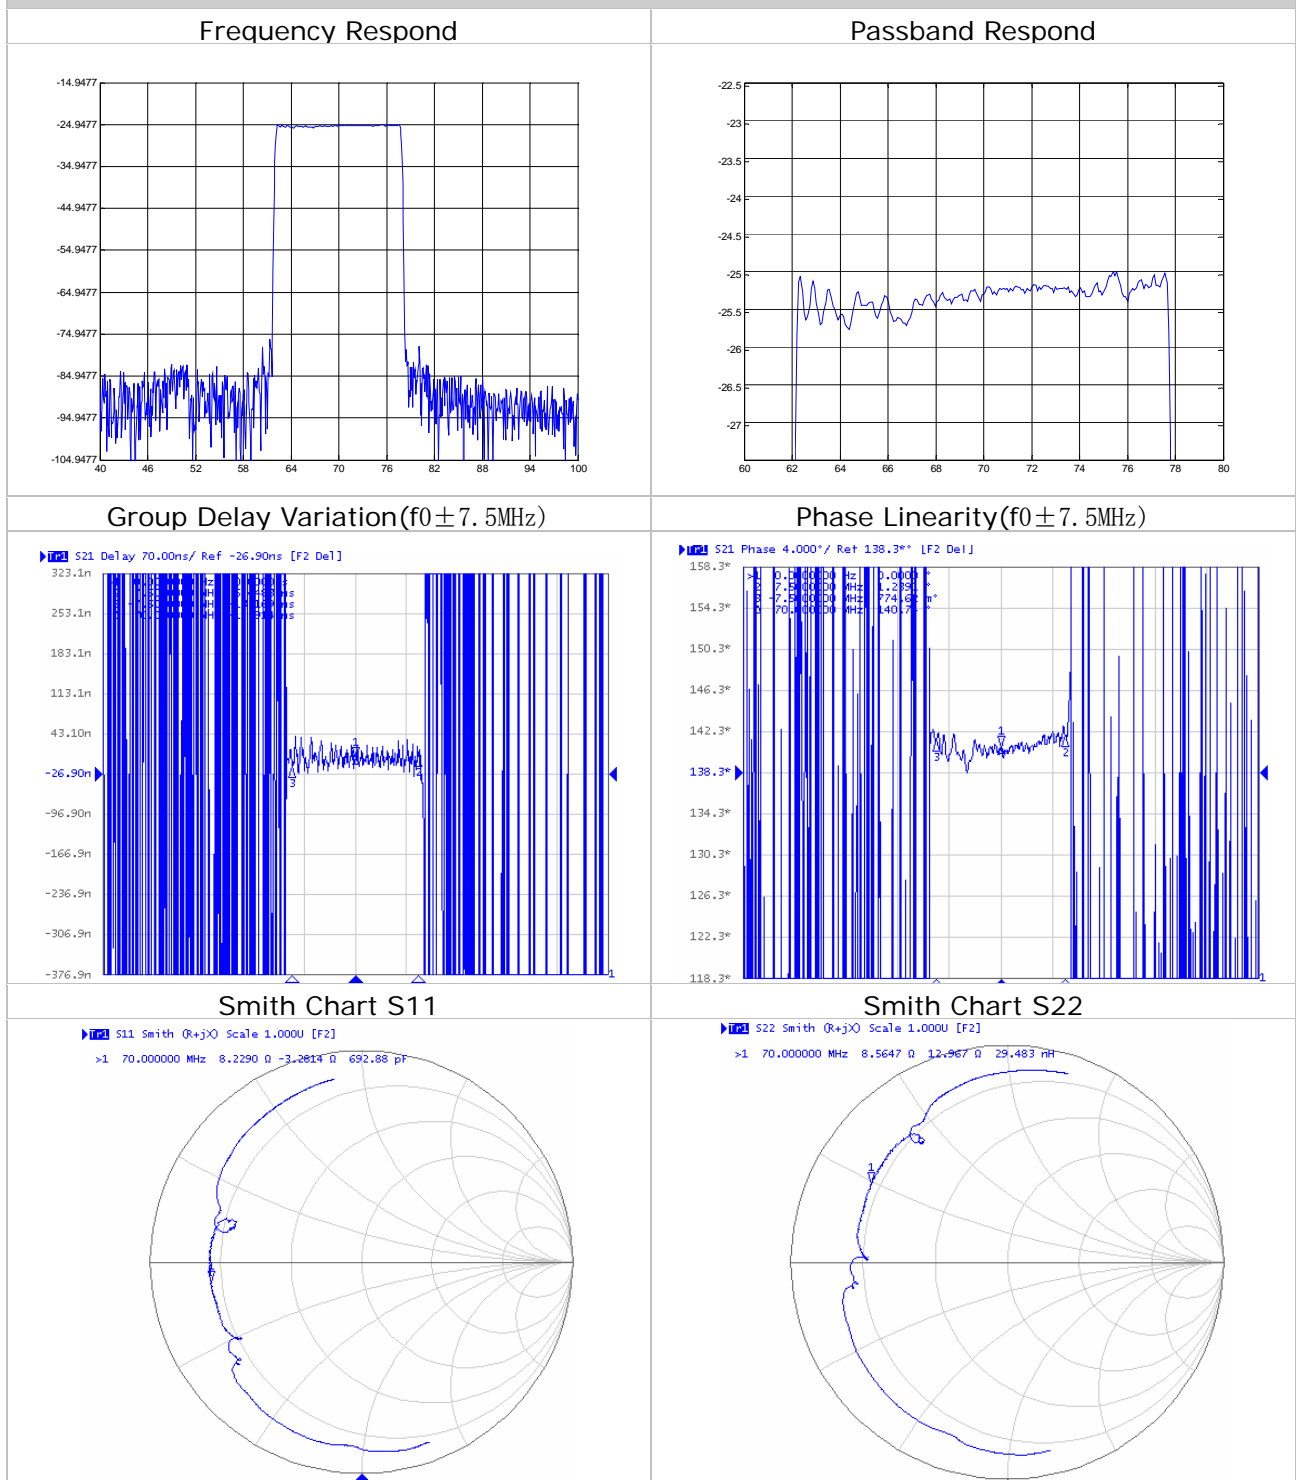 Frequency Respond
Passband Respond
-14.9477
-24.9477
-34.9477
-44.9477
-54.9477
-64.9477
-74.9477
-84.9477
-94.9477
-104.9477
40 46 52 58 64 70 76 82 88 94 100
-22.5
-23
-23.5
-24
-24.5
-25
-25.5
-26
-26.5
-27
60 62 64 66 68 70 72 74 76 78 80
Group Delay Variation(f0±7.5MHz)
Phase Linearity(f0±7.5MHz)
Tr1 S21 Delay 70.00ns/ Ref -26.90ns [F2 Del]
323.1n
253.1n
183.1n
113.1n
43.10n
-26.90n
-96.90n
-166.9n
-236.9n
-306.9n
-376.9n
1
2
3
1
Tr1 S21 Phase 4.000°/ Ref 138.3*° [F2 Del]
158.3*
154.3*
150.3*
146.3*
142.3*
138.3*
134.3*
130.3*
126.3*
122.3*
118.3*
1
2
3
1
Smith Chart S11
Smith Chart S22
Tr1 S11 Smith (R+jX) Scale 1.000U [F2]
>1 70.000000 MHz 8.2290 Ω -3.2814 Ω 692.88 pF
Tr1 S22 Smith (R+jX) Scale 1.000U [F2]
>1 70.000000 MHz 8.5647 Ω 12.967 Ω 29.483 nH
1